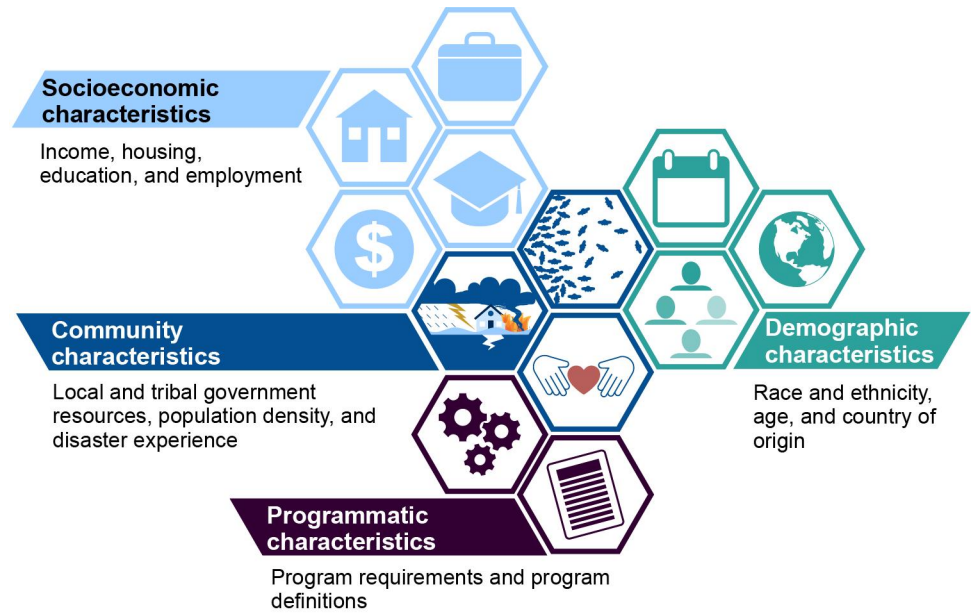 Socioeconomic
characteristics
Income, housing,
education, and employment
$
Community
characteristics
Local and tribal government
resources, population density, and
disaster experience
Demographic
characteristics
Race and ethnicity,
age, and country of
origin
Programmatic
characteristics
Program requirements and program
definitions